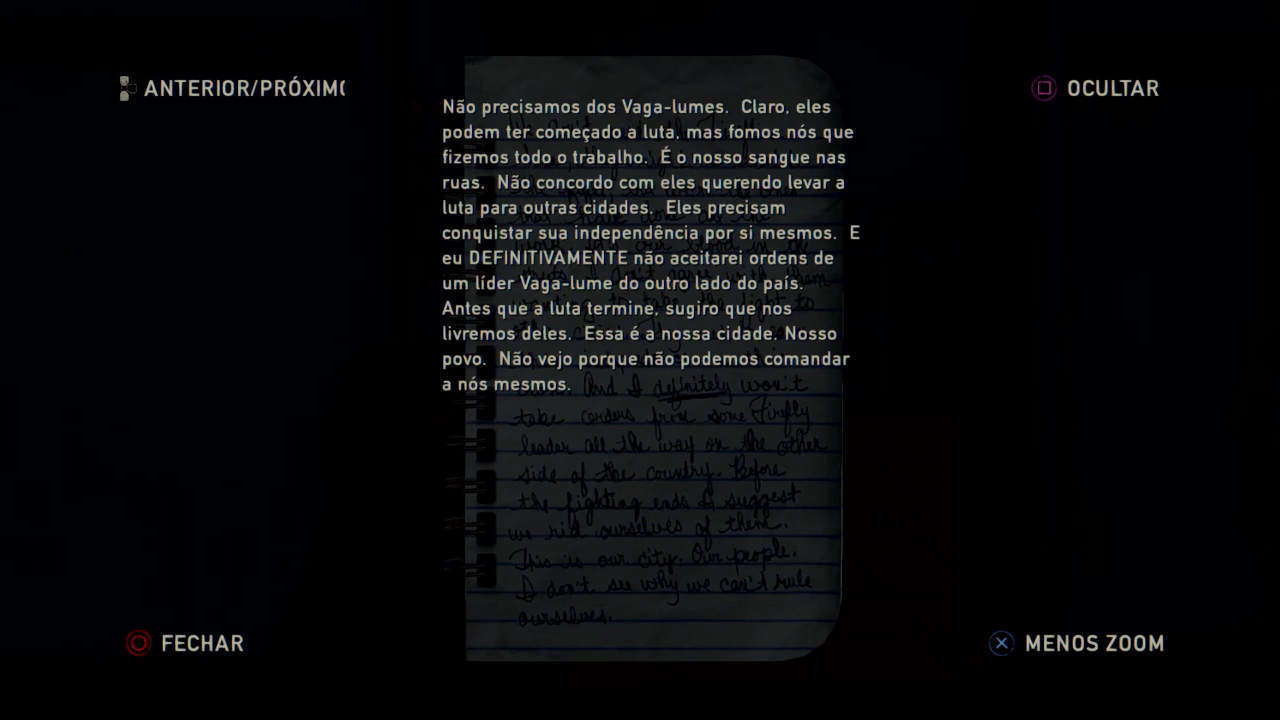 ANTERIOR/PRÓXIMO
OCULTAR
Não precisamos dos Vaga-lumes. Claro, eles
podem ter começado a luta, mas fomos nós que
fizemos todo o trabalho. É o nosso sangue nas
ruas. Não concordo com eles querendo levar a
luta para outras cidades. Eles precisam
conquistar sua independência por si mesmos. E
eu DEFINITIVAMENTE não aceitarei ordens de
um líder Vaga-lume do outro lado do país.
Antes que a luta termine, sugiro que nos
livremos deles. Essa é a nossa cidade. Nosso
povo. Não vejo porque não podemos comandar
a nós mesmos.
And I definitely won't
take orders from some Firefly
leader all the way on the other
side of the country. Before
the fighting ends I suggest
we rid ourselves of them.
This is our city. Our people.
I don't see why we can't rule
ourselves.
FECHAR
MENOS ZOOM